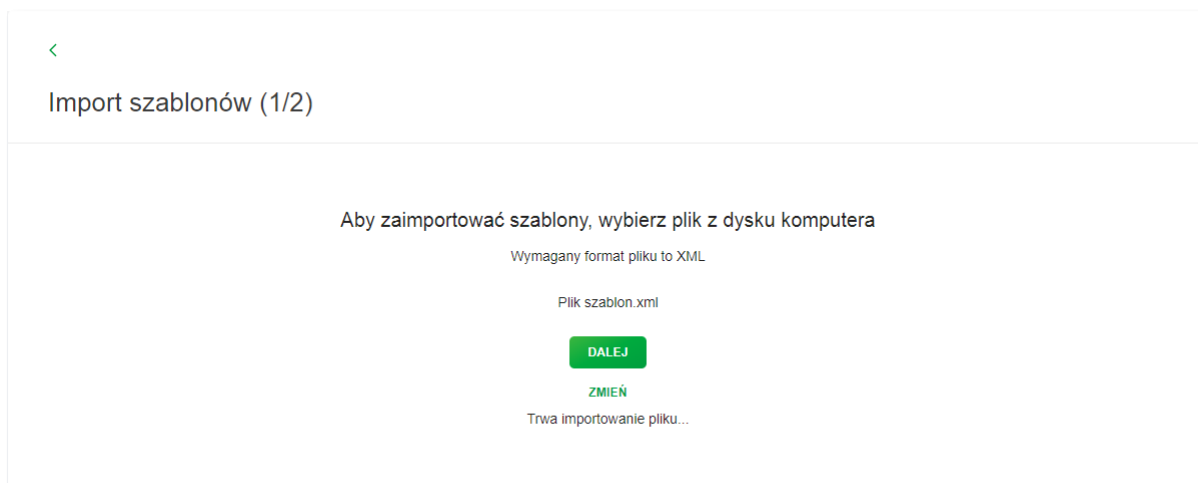 Import szablonów (1/2)
Aby zaimportować szablony, wybierz plik z dysku komputera
Wymagany format pliku to XML
Plik szablon.xml
DALEJ
ZMIEŃ
Trwa importowanie pliku...